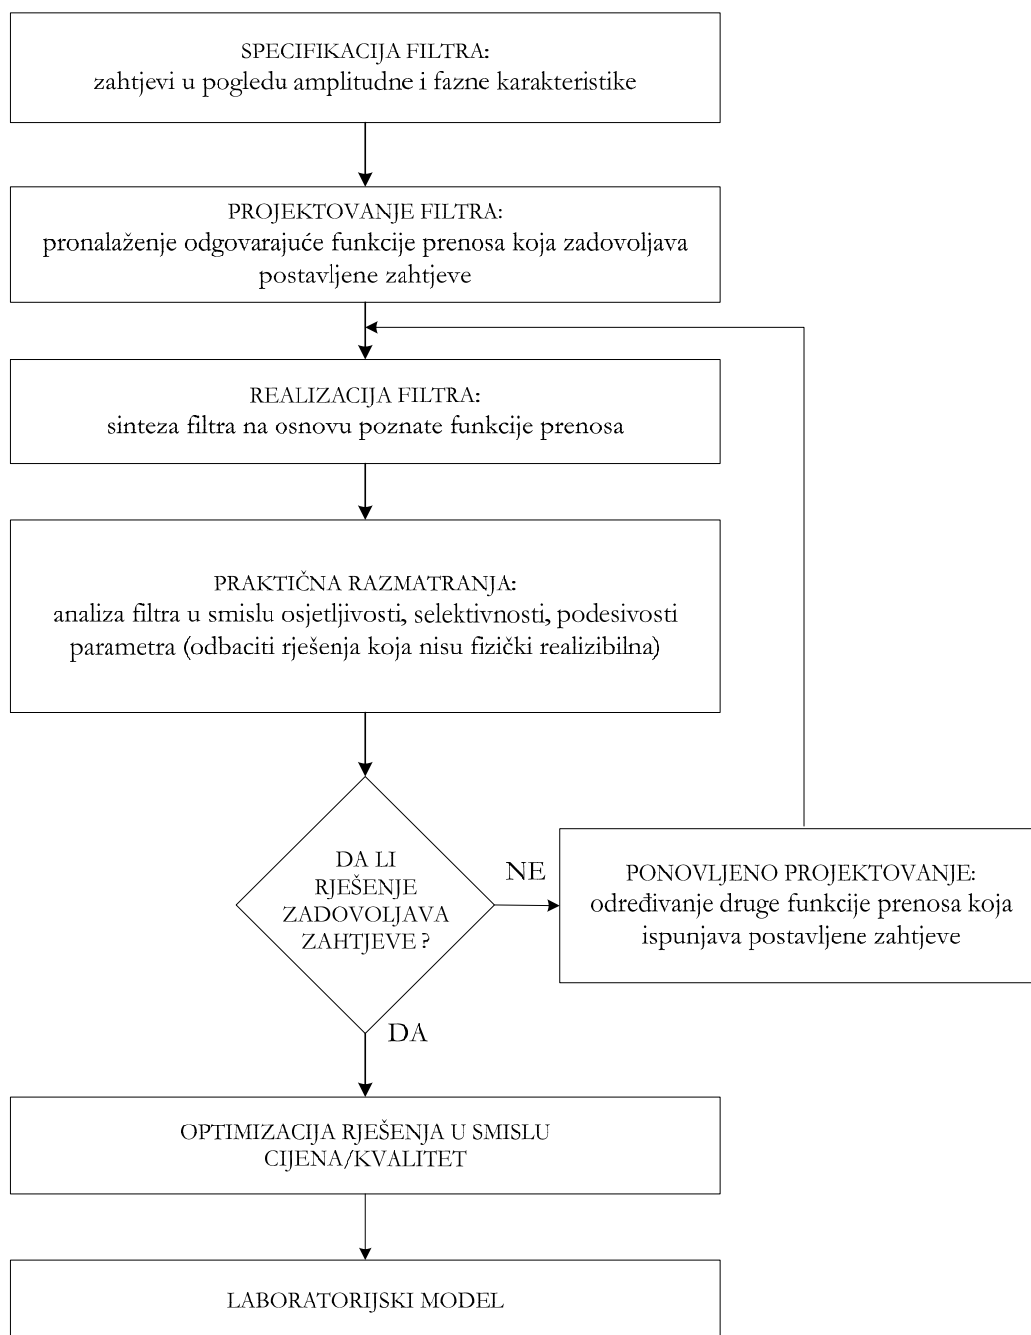 SPECIFIKACIJA FILTRA:
zahtjevi u pogledu amplitudne i fazne karakteristike
PROJEKTOVANJE FILTRA:
pronalaženje odgovarajuće funkcije prenosa koja zadovoljava
postavljene zahtjeve
REALIZACIJA FILTRA:
sinteza filtra na osnovu poznate funkcije prenosa
PRAKTIČNA RAZMATRANJA:
analiza filtra u smislu osjetljivosti, selektivnosti, podesivosti
parametra (odbaciti rješenja koja nisu fizički realizibilna)
DA LI
RJEŠENJE
ZADOVOLJAVA
ZAHTJEVE ?
NE
PONOVLJENO PROJEKTOVANJE:
određivanje druge funkcije prenosa koja
ispunjava postavljene zahtjeve
DA
OPTIMIZACIJA RJEŠENJA U SMISLU
CIJENA/KVALITET
LABORATORIJSKI MODEL